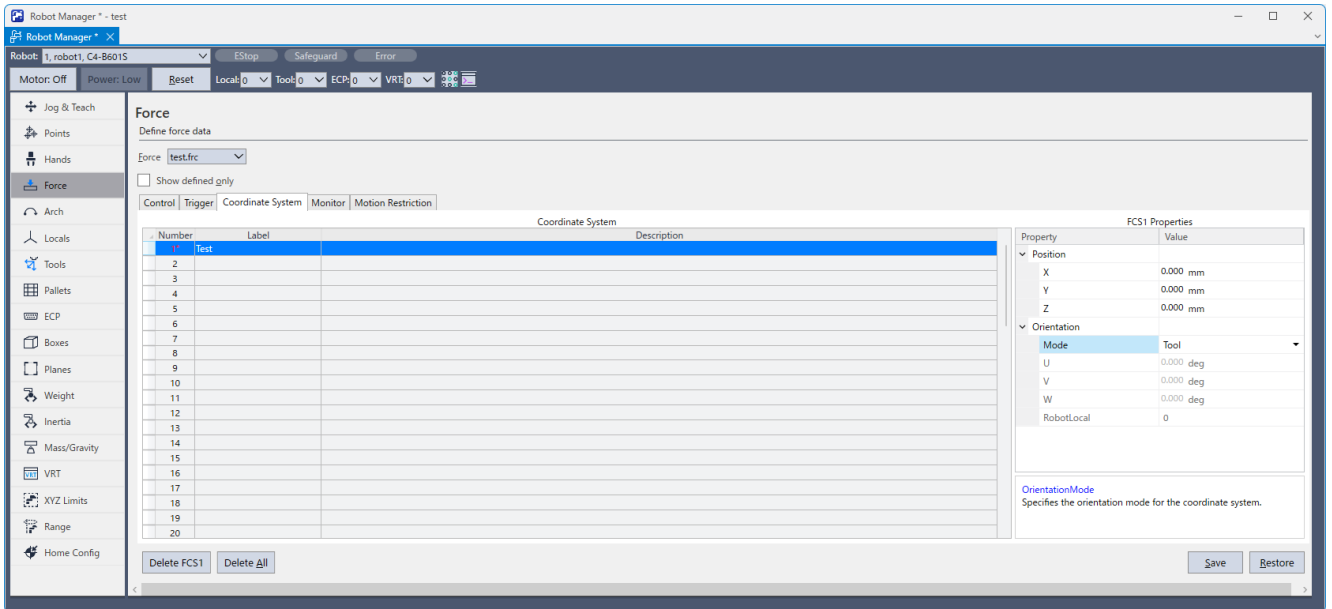 Robot Manager * - test
Robot Manager *
Robot: 1, robot1, C4-B601S EStop Safeguard Error
Motor: Off Power: Low Reset Local: 0 Tool: 0 ECP: 0 VRT: 0
Jog & Teach
Points
Hands
Force
Arch
Locals
Tools
Pallets
ECP
Boxes
Planes
Weight
Inertia
Mass/Gravity
VRT
XYZ Limits
Range
Home Config
Force
Define force data
Force test.frc
Show defined only
Control Trigger Coordinate System Monitor Motion Restriction
Coordinate System
Number Label Description
1* Test
2
3
4
5
6
7
8
9
10
11
12
13
14
15
16
17
18
19
20
FCS1 Properties
Property Value
Position
X 0.000 mm
Y 0.000 mm
Z 0.000 mm
Orientation
Mode Tool
U 0.000 deg
V 0.000 deg
W 0.000 deg
RobotLocal 0
OrientationMode
Specifies the orientation mode for the coordinate system.
Delete FCS1 Delete All Save Restore